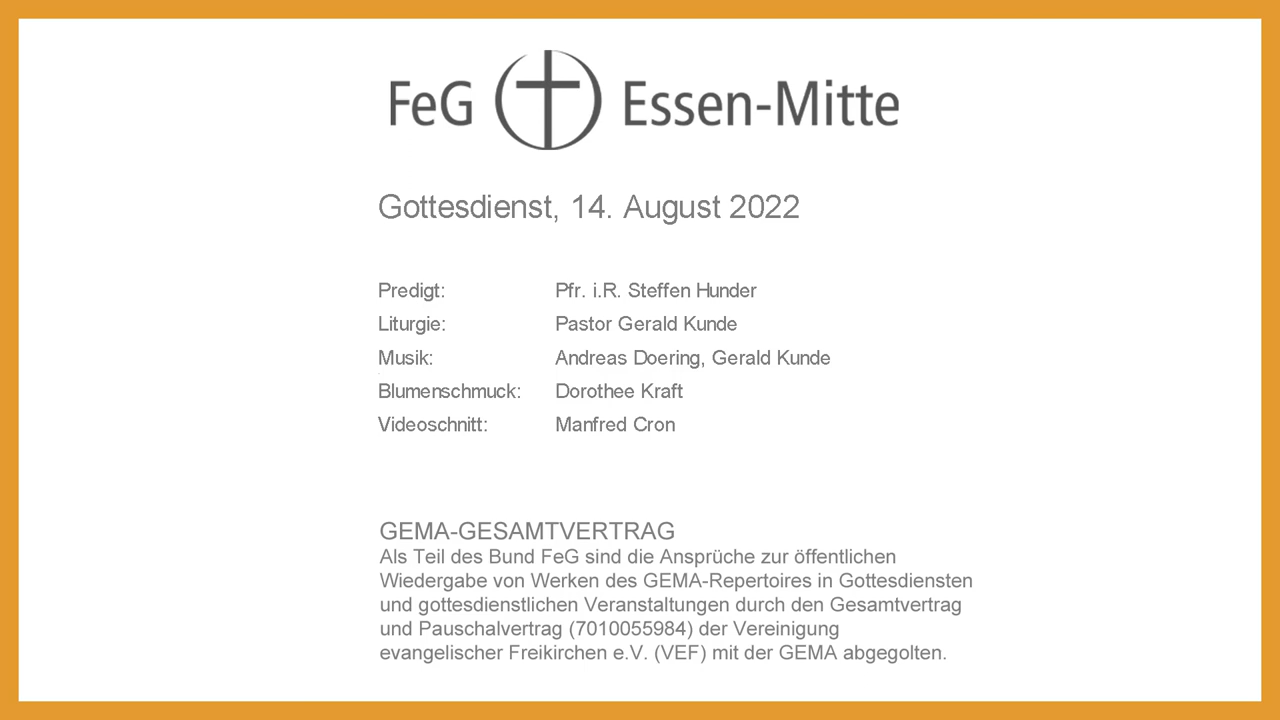 FeG Essen-Mitte
Gottesdienst, 14. August 2022
Predigt: Pfr. i.R. Steffen Hunder
Liturgie: Pastor Gerald Kunde
Musik: Andreas Doering, Gerald Kunde
Blumenschmuck: Dorothee Kraft
Videoschnitt: Manfred Cron
GEMA-GESAMTVERTRAG
Als Teil des Bund FeG sind die Ansprüche zur öffentlichen
Wiedergabe von Werken des GEMA-Repertoires in Gottesdiensten
und gottesdienstlichen Veranstaltungen durch den Gesamtvertrag
und Pauschalvertrag (7010055984) der Vereinigung
evangelischer Freikirchen e.V. (VEF) mit der GEMA abgegolten.